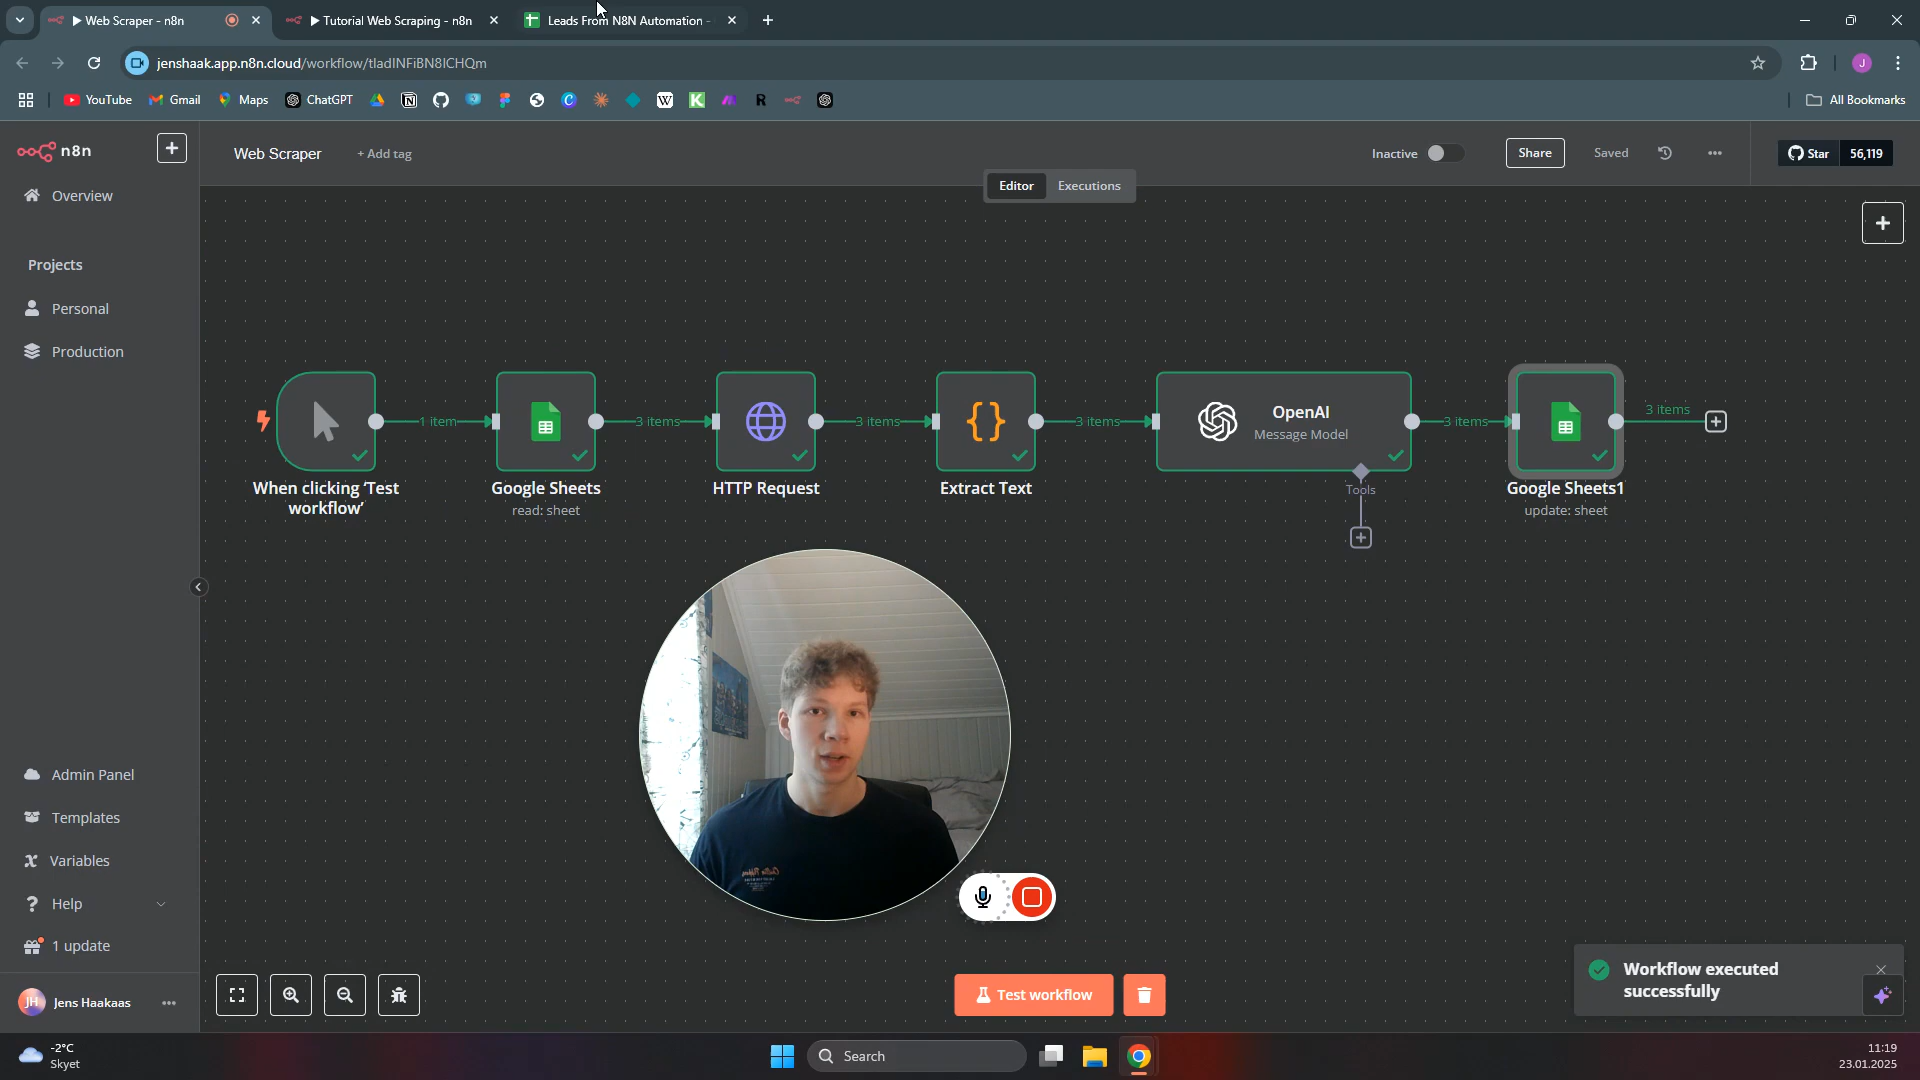 Web Scraper - n8n
Tutorial Web Scraping - n8n
Leads From N8N Automation -
jenshaak.app.n8n.cloud/workflow/tladINFiBN8lCHQm
J
YouTube
Gmail
Maps
ChatGPT
All Bookmarks
n8n
Web Scraper
+ Add tag
Inactive
Share
Saved
Star
56,119
Editor
Executions
Overview
Projects
Personal
Production
1 item
3 items
3 items
3 items
3 items
3 items
OpenAI
Message Model
Tools
When clicking ‘Test
workflow’
Google Sheets
read: sheet
HTTP Request
Extract Text
Google Sheets1
update: sheet
Admin Panel
Templates
Variables
Help
1 update
JH
Jens Haakaas
Test workflow
Workflow executed
successfully
-2°C
Skyet
Search
11:19
23.01.2025